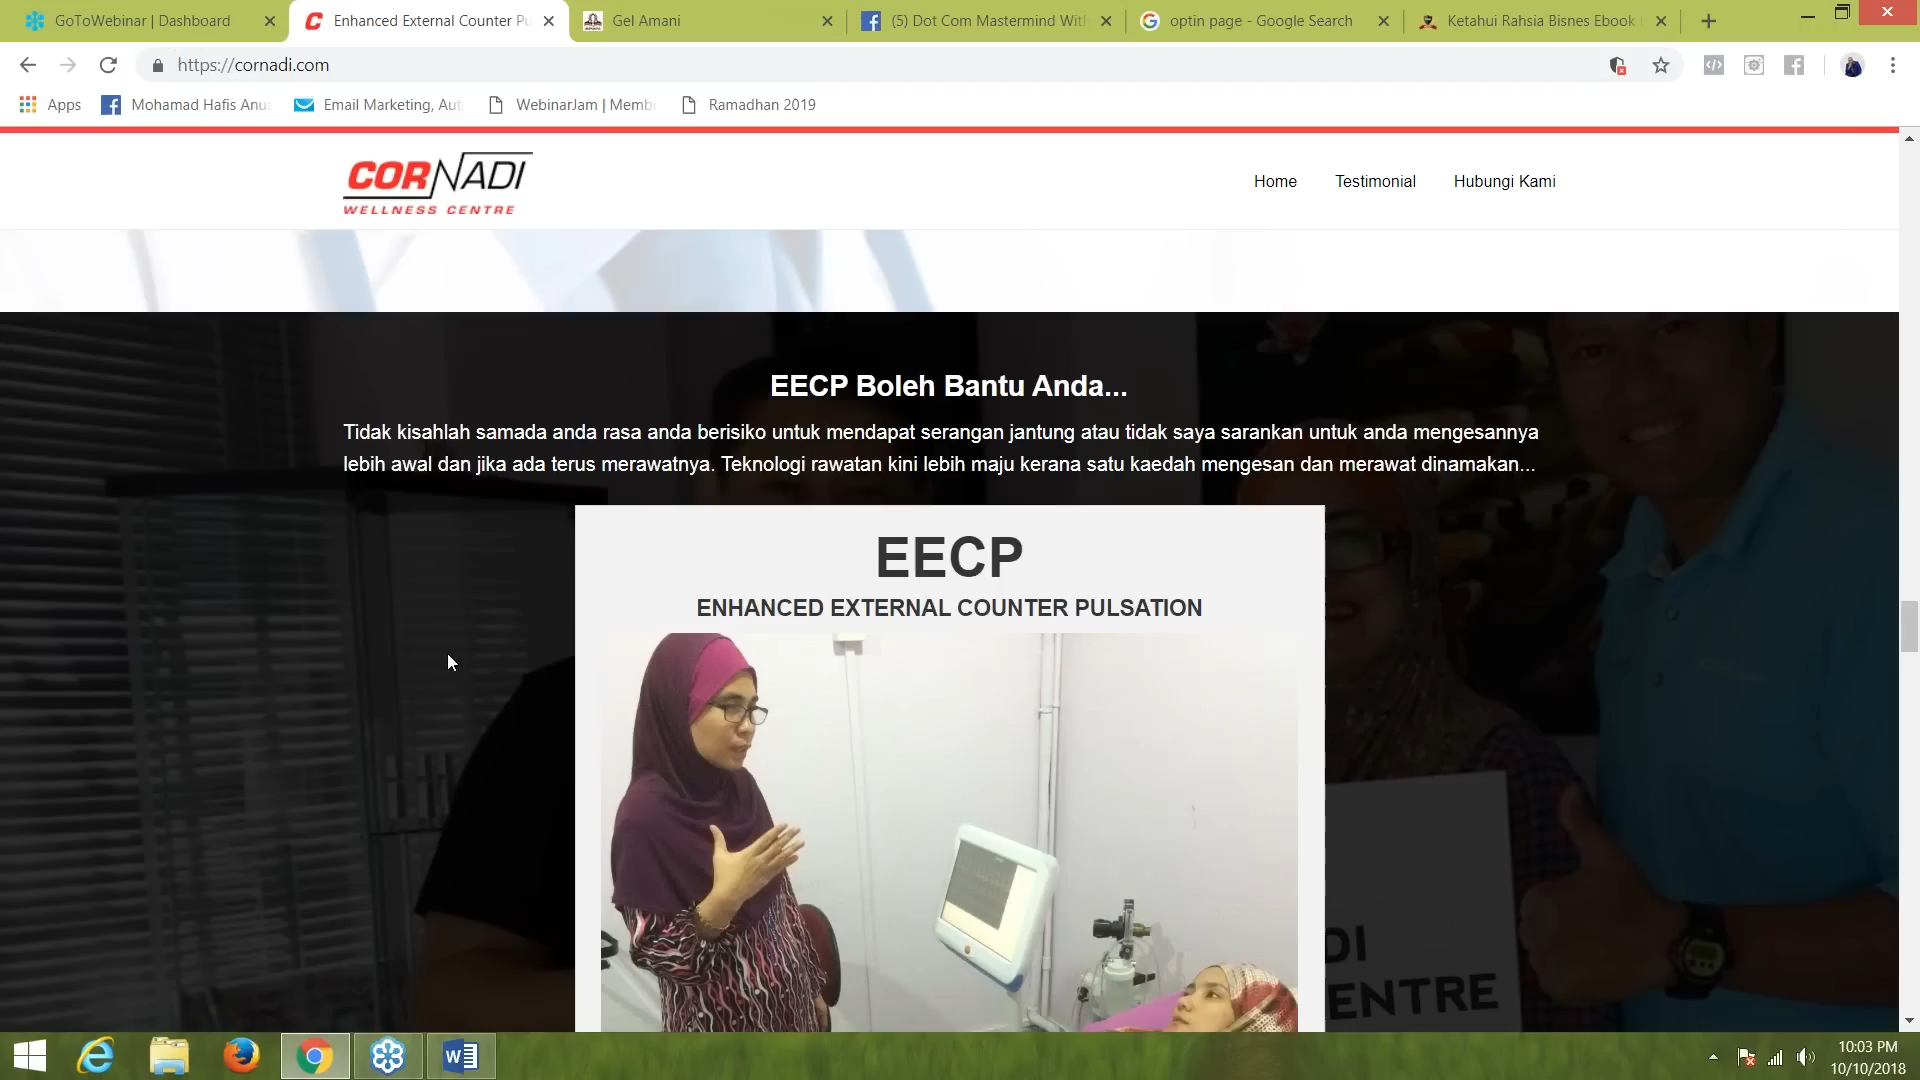 GoToWebinar | Dashboard
Enhanced External Counter Pu
Gel Amani
(5) Dot Com Mastermind With
optin page - Google Search
Ketahui Rahsia Bisnes Ebook
https://cornadi.com
Apps
Mohamad Hafis Anua
Email Marketing, Aut
WebinarJam | Memb
Ramadhan 2019
CORNADI
WELLNESS CENTRE
Home
Testimonial
Hubungi Kami
EECP Boleh Bantu Anda...
Tidak kisahlah samada anda rasa anda berisiko untuk mendapat serangan jantung atau tidak saya sarankan untuk anda mengesannya
lebih awal dan jika ada terus merawatnya. Teknologi rawatan kini lebih maju kerana satu kaedah mengesan dan merawat dinamakan...
EECP
ENHANCED EXTERNAL COUNTER PULSATION
DI
ENTRE
10:03 PM
10/10/2018